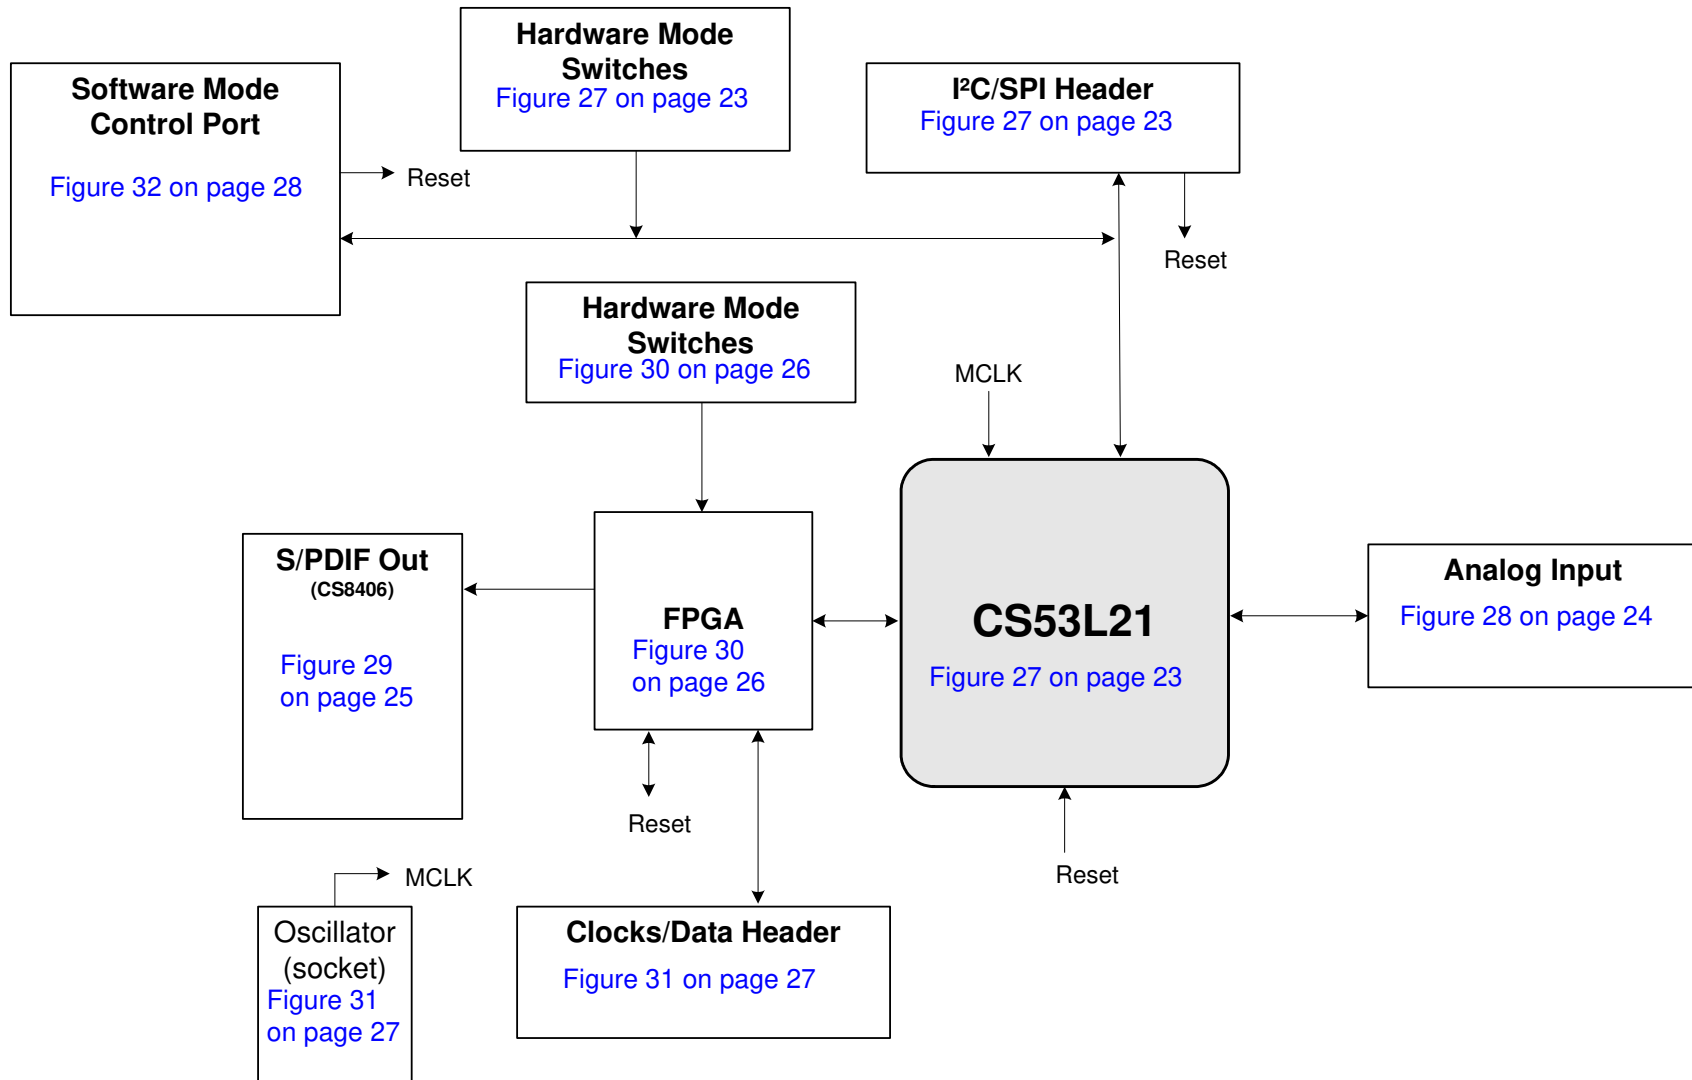 Hardware Mode
Switches
Figure 27 on page 23
Software Mode
Control Port
Figure 32 on page 28
Reset
I²C/SPI Header
Figure 27 on page 23
Reset
Hardware Mode
Switches
Figure 30 on page 26
MCLK
S/PDIF Out
(CS8406)
Figure 29
on page 25
FPGA
Figure 30
on page 26
CS53L21
Figure 27 on page 23
Analog Input
Figure 28 on page 24
Reset
Reset
MCLK
Oscillator
(socket)
Figure 31
on page 27
Clocks/Data Header
Figure 31 on page 27